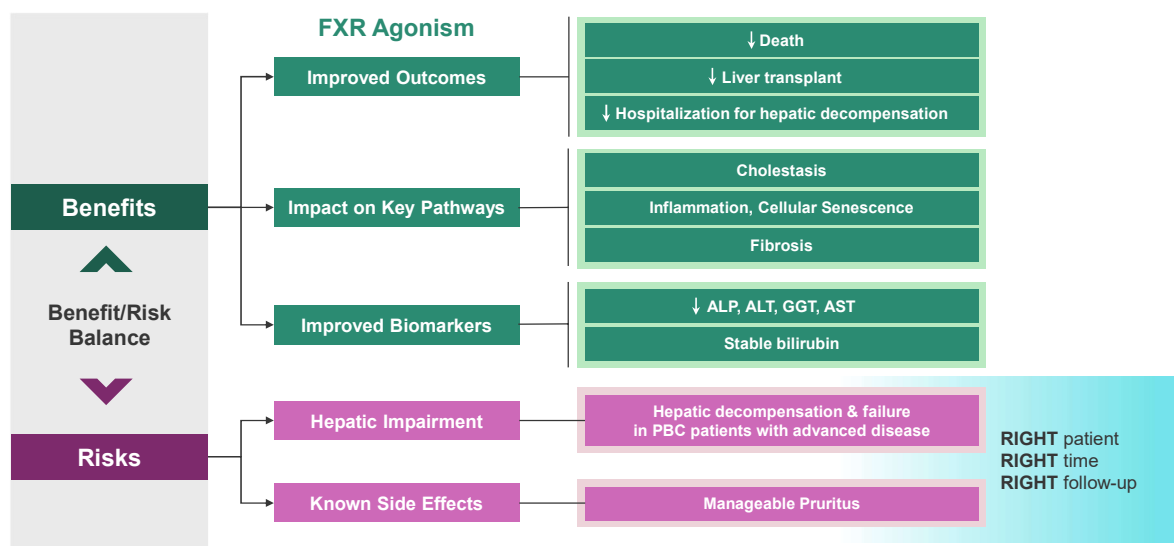 FXR Agonism
Improved Outcomes
↓ Death
↓ Liver transplant
↓ Hospitalization for hepatic decompensation
Benefits
Impact on Key Pathways
Cholestasis
Inflammation, Cellular Senescence
Fibrosis
Benefit/Risk
Balance
Improved Biomarkers
↓ ALP, ALT, GGT, AST
Stable bilirubin
Risks
Hepatic Impairment
Hepatic decompensation & failure
in PBC patients with advanced disease
Known Side Effects
Manageable Pruritus
RIGHT patient
RIGHT time
RIGHT follow-up